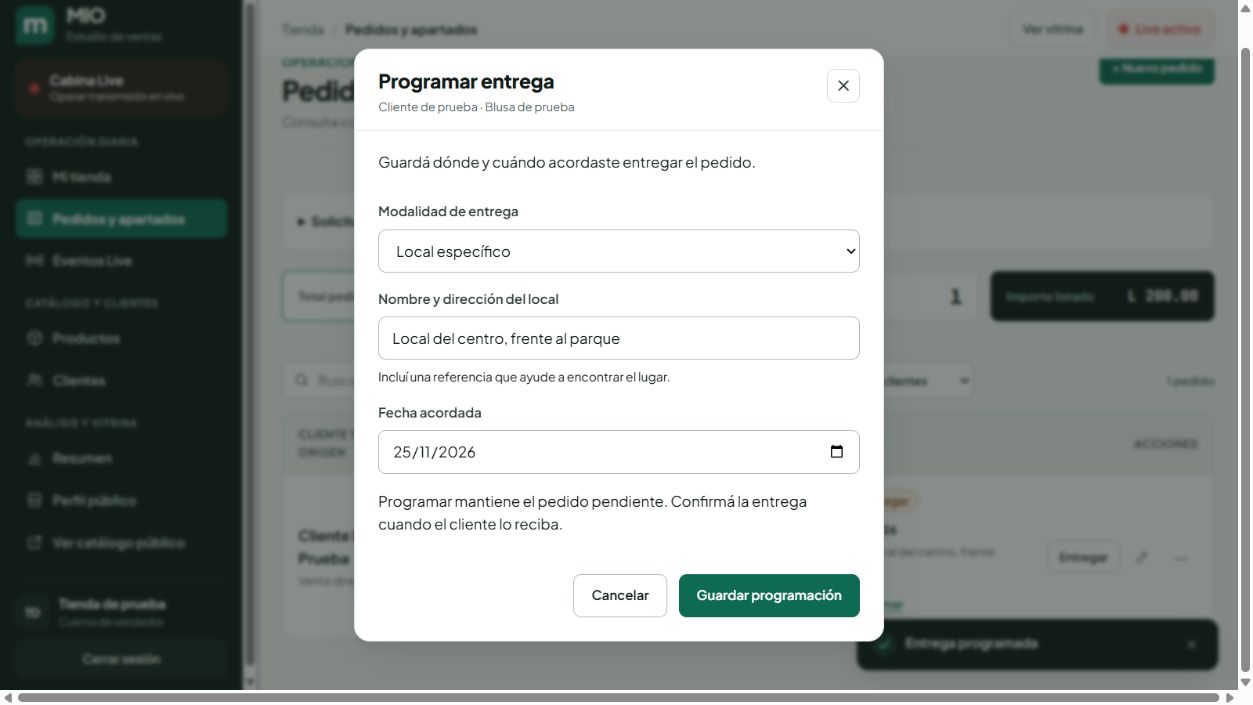 MIO
Estudio de ventas
Cabina Live
Operar transmisión en vivo
OPERACIÓN DIARIA
Mi tienda
Pedidos y apartados
Eventos Live
CATÁLOGO Y CLIENTES
Productos
Clientes
ANÁLISIS Y VITRINA
Resumen
Perfil público
Ver catálogo público
TD
Tienda de prueba
Cuenta de vendedor
Cerrar sesión
Tienda / Pedidos y apartados
Ver vitrina
Live activo
+ Nuevo pedido
Programar entrega
Cliente de prueba · Blusa de prueba
Guardá dónde y cuándo acordaste entregar el pedido.
Modalidad de entrega
Local específico
Nombre y dirección del local
Local del centro, frente al parque
Incluí una referencia que ayude a encontrar el lugar.
Fecha acordada
25/11/2026
Programar mantiene el pedido pendiente. Confirmá la entrega
cuando el cliente lo reciba.
Cancelar
Guardar programación
1
Importe listado
L 200.00
1 pedido
CLIENTE
ORIGEN
ACCIONES
Cliente
Prueba
Entregar
Entrega programada